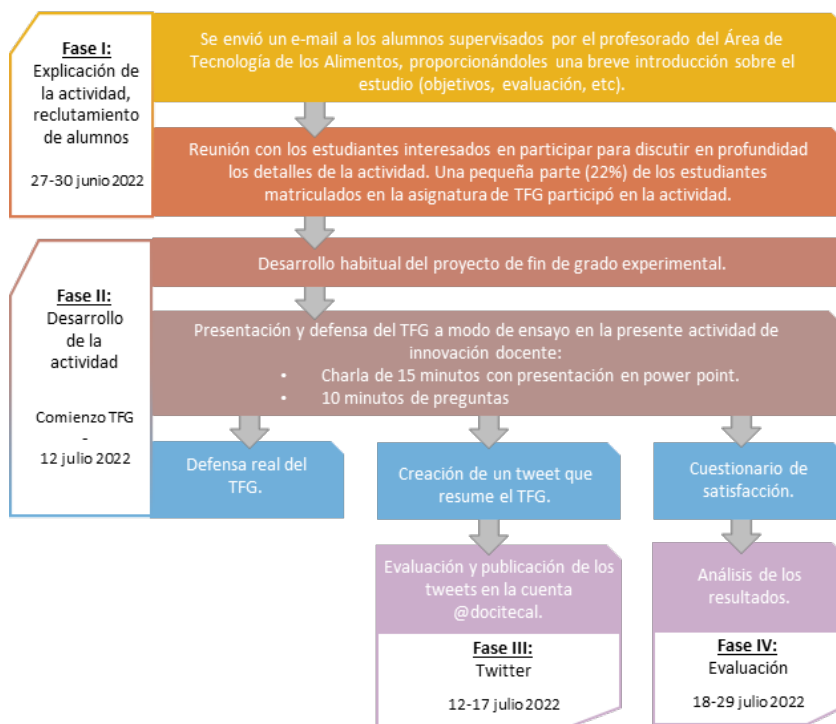 Fase I:
Explicación de
la actividad,
reclutamiento
de alumnos
27-30 junio 2022
Se envió un e-mail a los alumnos supervisados por el profesorado del Área de
Tecnología de los Alimentos, proporcionándoles una breve introducción sobre el
estudio (objetivos, evaluación, etc).
Reunión con los estudiantes interesados en participar para discutir en profundidad
los detalles de la actividad. Una pequeña parte (22%) de los estudiantes
matriculados en la asignatura de TFG participó en la actividad.
Fase II:
Desarrollo
de la
actividad
Comienzo TFG
-
12 julio 2022
Desarrollo habitual del proyecto de fin de grado experimental.
Presentación y defensa del TFG a modo de ensayo en la presente actividad de
innovación docente:
• Charla de 15 minutos con presentación en power point.
• 10 minutos de preguntas
Defensa real del
TFG.
Creación de un tweet que
resume el TFG.
Cuestionario de
satisfacción.
Evaluación y publicación de los
tweets en la cuenta
@docitecal.
Fase III:
Twitter
12-17 julio 2022
Análisis de los
resultados.
Fase IV:
Evaluación
18-29 julio 2022